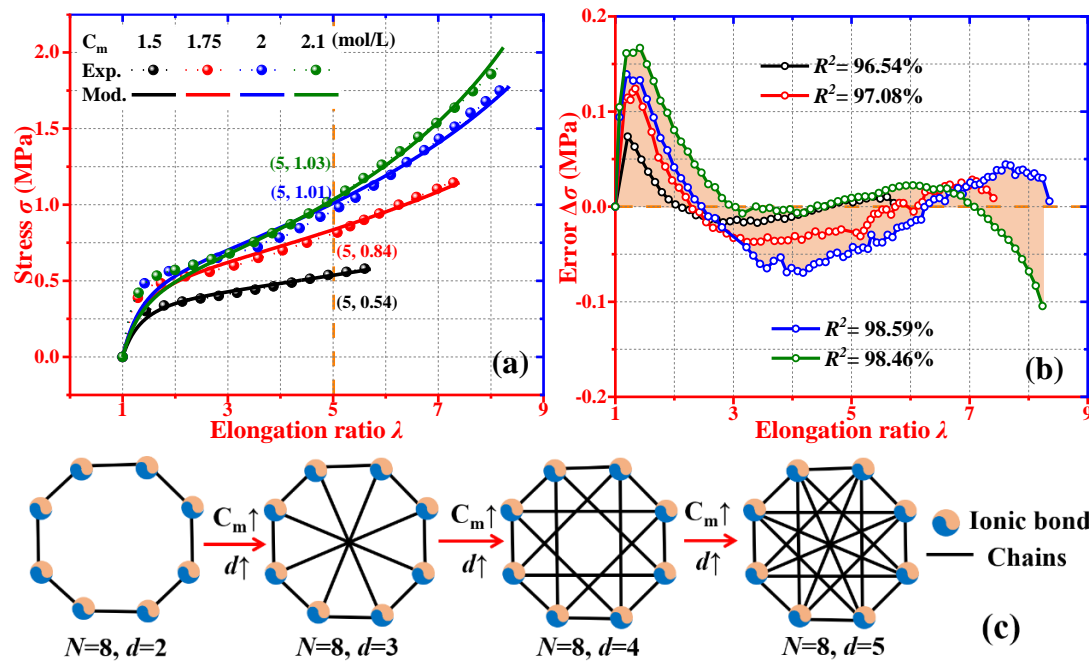 2.0
1.5
1.0
0.5
0.0
Stress σ (MPa)
Cm 1.5 1.75 2 2.1 (mol/L)
Exp.
Mod.
(5, 1.03)
(5, 1.01)
(5, 0.84)
(5, 0.54)
(a)
1 3 5 7 9
Elongation ratio λ
0.2
0.1
0.0
-0.1
-0.2
Error Δσ (MPa)
R²= 96.54%
R²= 97.08%
R²= 98.59%
R²= 98.46%
(b)
1 3 5 7 9
Elongation ratio λ
Cm↑
d↑
Cm↑
d↑
Cm↑
d↑
Ionic bond
Chains
N=8, d=2
N=8, d=3
N=8, d=4
N=8, d=5
(c)